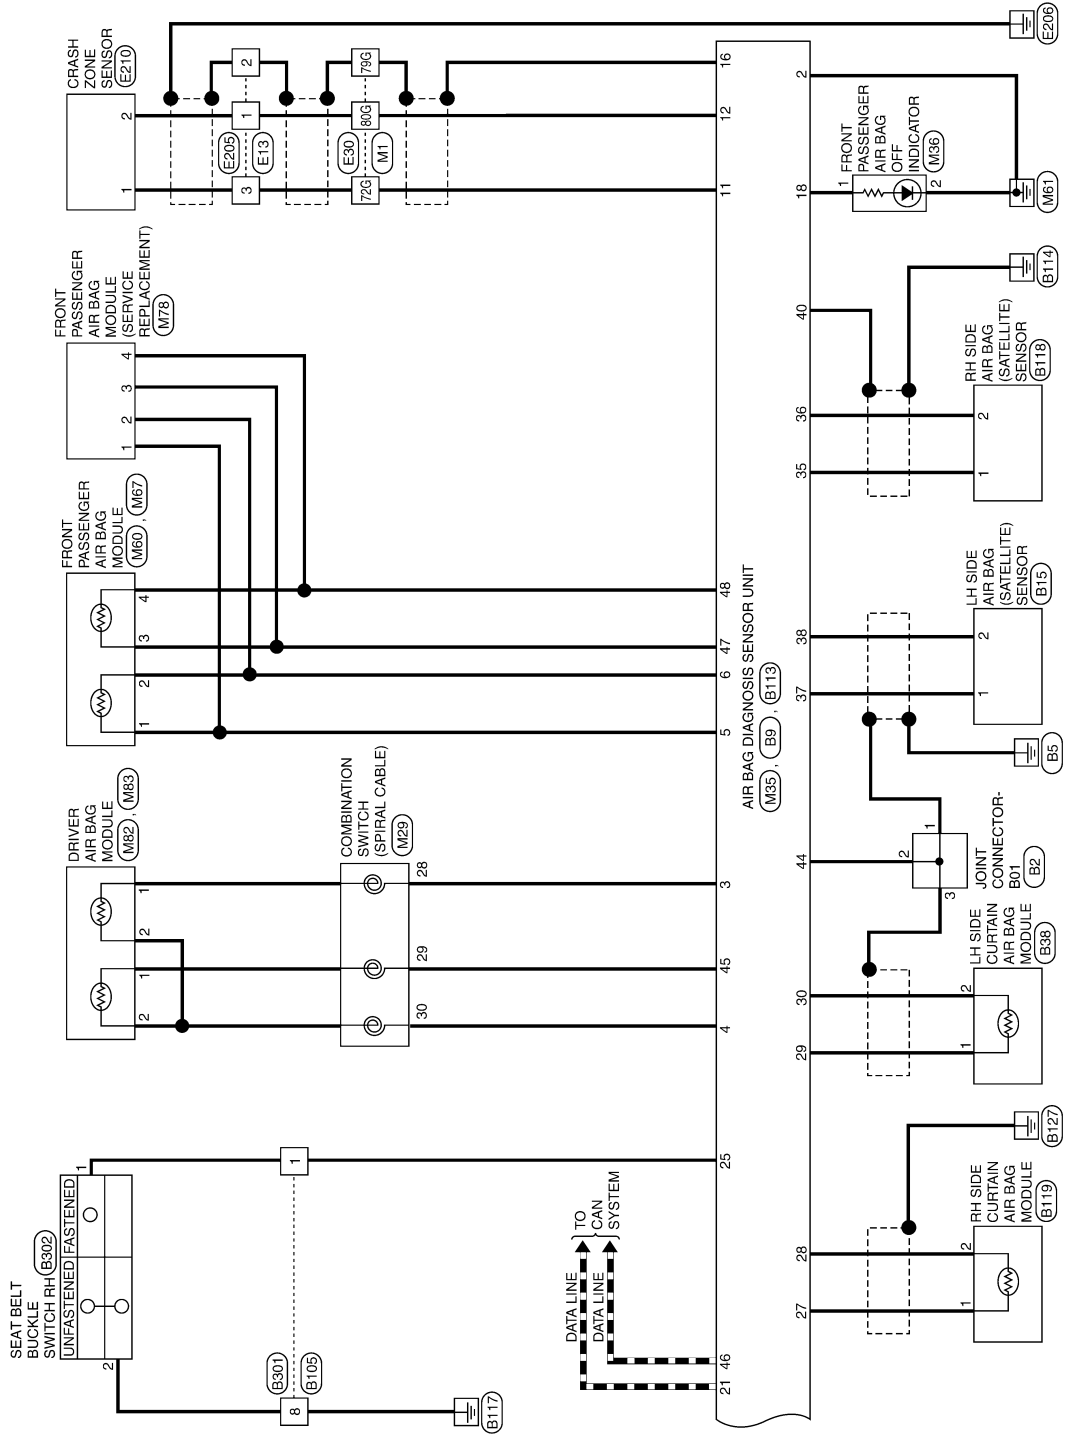 SEAT BELT
BUCKLE
SWITCH RH
B302
UNFASTENED
FASTENED
1
2
B301
B105
8
1
B117
DATA LINE
DATA LINE
TO
CAN
SYSTEM
DRIVER
AIR BAG
MODULE
M82 , M83
2
1
2
1
COMBINATION
SWITCH
(SPIRAL CABLE)
M29
30
29
28
FRONT
PASSENGER
AIR BAG
MODULE
M60 , M67
1
2
3
4
FRONT
PASSENGER
AIR BAG
MODULE
(SERVICE
REPLACEMENT)
M78
1
2
3
4
CRASH
ZONE
SENSOR
E210
1
2
3
1
2
E205
E13
72G
80G
79G
E30
M1
E206
21
46
25
4
45
3
5
6
47
48
11
12
16
AIR BAG DIAGNOSIS SENSOR UNIT
M35 , B9 , B113
27
28
29
30
44
37
38
35
36
40
18
2
1
2
RH SIDE
CURTAIN
AIR BAG
MODULE
B119
B127
1
2
LH SIDE
CURTAIN
AIR BAG
MODULE
B38
3
2
1
JOINT
CONNECTOR-
B01
B2
B5
1
2
LH SIDE
AIR BAG
(SATELLITE)
SENSOR
B15
1
2
RH SIDE
AIR BAG
(SATELLITE)
SENSOR
B118
B114
1
2
FRONT
PASSENGER
AIR BAG
OFF
INDICATOR
M36
M61